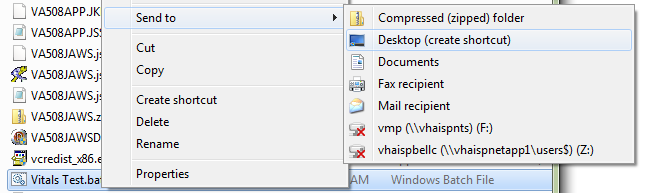 VA508APP.JK
VA508APP.JSS
VA508JAWS.js
VA508JAWS.js
VA508JAWS.z
VA508JAWSD
vcredist_x86.e
Vitals Test.bat
Send to
Cut
Copy
Create shortcut
Delete
Rename
Properties
Compressed (zipped) folder
Desktop (create shortcut)
Documents
Fax recipient
Mail recipient
vmp (\\vhaispnts) (F:)
vhaispbellc (\\vhaispnetapp1\users$) (Z:)
AM Windows Batch File